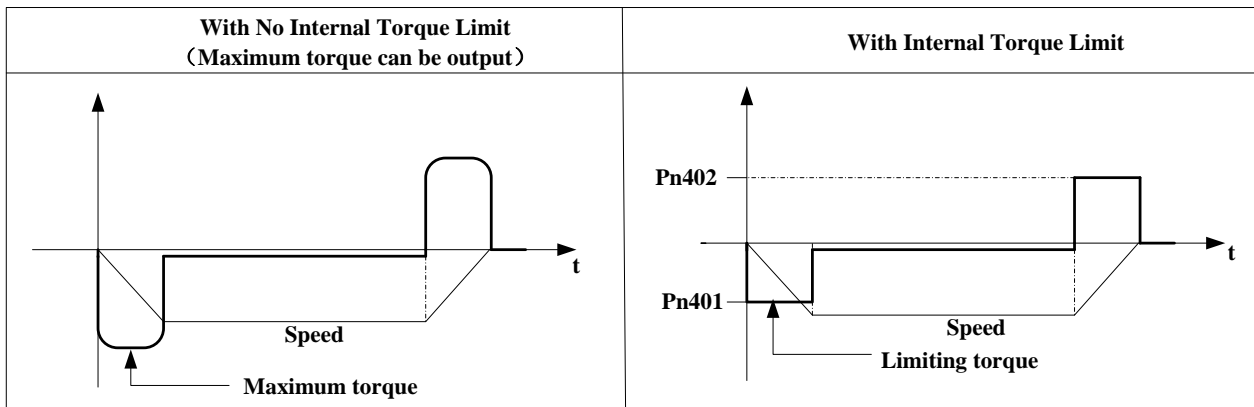 With No Internal Torque Limit
（Maximum torque can be output）
With Internal Torque Limit
t
Speed
Maximum torque
Pn402
t
Pn401
Speed
Limiting torque